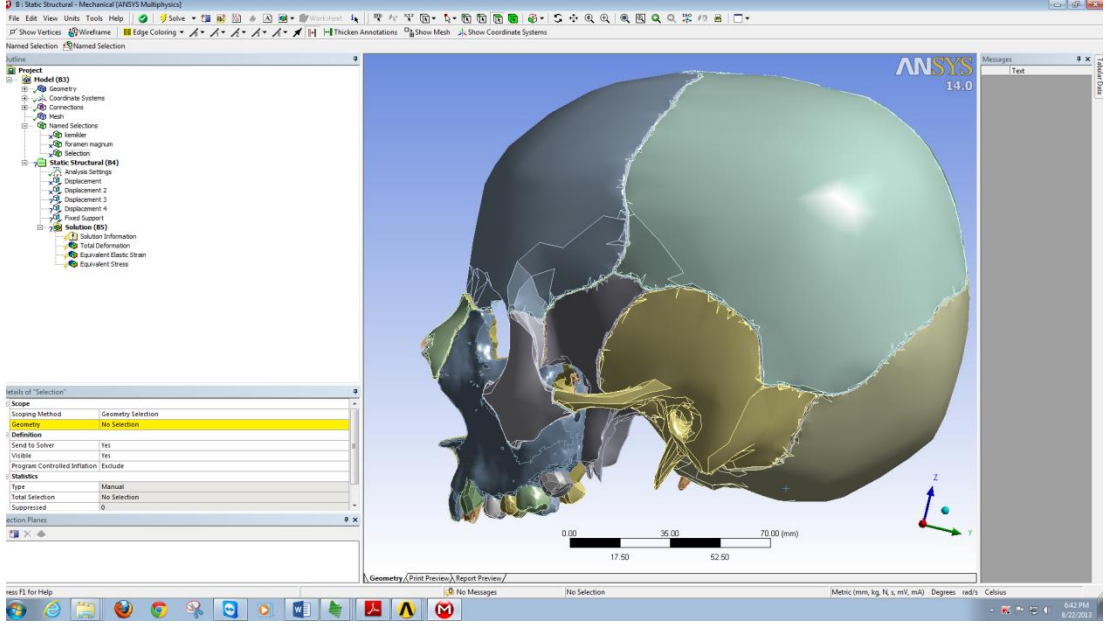 B : Static Structural - Mechanical [ANSYS Multiphysics]
File Edit View Units Tools Help Solve Worksheet
Show Vertices Wireframe Edge Coloring Thicken Annotations Show Mesh Show Coordinate Systems
Named Selection Named Selection
Outline
Project
Model (B3)
Geometry
Coordinate Systems
Connections
Mesh
Named Selections
kemikler
foramen magnum
Selection
Static Structural (B4)
Analysis Settings
Displacement
Displacement 2
Displacement 3
Displacement 4
Fixed Support
Solution (B5)
Solution Information
Total Deformation
Equivalent Elastic Strain
Equivalent Stress
Details of "Selection"
Scope
Scoping Method Geometry Selection
Geometry No Selection
Definition
Send to Solver Yes
Visible Yes
Program Controlled Inflation Exclude
Statistics
Type Manual
Total Selection No Selection
Suppressed 0
ection Planes
ANSYS
14.0
Z
Y
0.00 35.00 70.00 (mm)
17.50 52.50
Geometry Print Preview Report Preview
Messages
Text
Tabular Data
ress F1 for Help No Messages No Selection Metric (mm, kg, N, s, mV, mA) Degrees rad/s Celsius
6:42 PM
8/22/2013